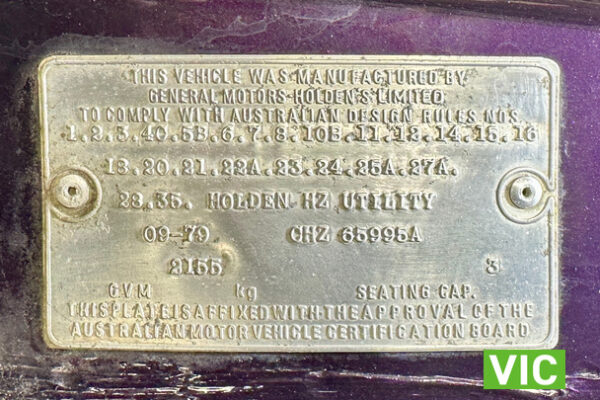 THIS VEHICLE WAS MANUFACTURED BY
GENERAL MOTORS-HOLDEN'S LIMITED
TO COMPLY WITH AUSTRALIAN DESIGN RULES NOS.
1.2.3.4C.5B.6.7.8.10B.11.12.14.15.16
18.20.21.22A.23.24.25A.27A.
28.35. HOLDEN HZ UTILITY
09-79 CHZ 65995A
2155 3
G V M kg SEATING CAP.
THIS PLATE IS AFFIXED WITH THE APPROVAL OF THE
AUSTRALIAN MOTOR VEHICLE CERTIFICATION BOARD
VIC